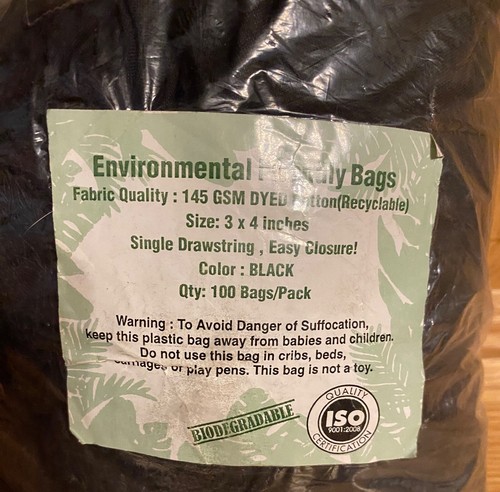 Environmental Bags
Fabric Quality : 145 GSM DYED Cotton(Recyclable)
Size: 3 x 4 inches
Single Drawstring , Easy Closure!
Color : BLACK
Qty: 100 Bags/Pack
Warning : To Avoid Danger of Suffocation,
keep this plastic bag away from babies and children.
Do not use this bag in cribs, beds,
carriages or play pens. This bag is not a toy.
BIODEGRADABLE
QUALITY
ISO
9001:2008
CERTIFICATION